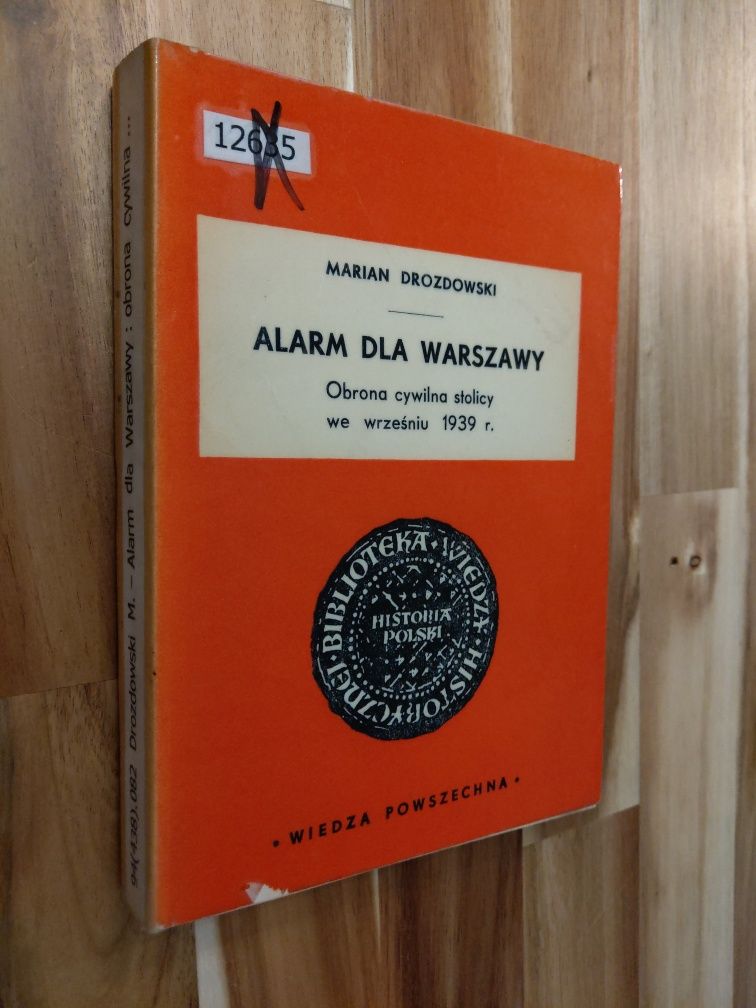 12635
MARIAN DROZDOWSKI
ALARM DLA WARSZAWY
Obrona cywilna stolicy
we wrześniu 1939 r.
BIBLIOTEKA · WIEDZY · HISTORYCZNEJ ·
HISTORIA
POLSKI
• WIEDZA POWSZECHNA •
94(438).082 Drozdowski M. – Alarm dla Warszawy : obrona cywilna ...